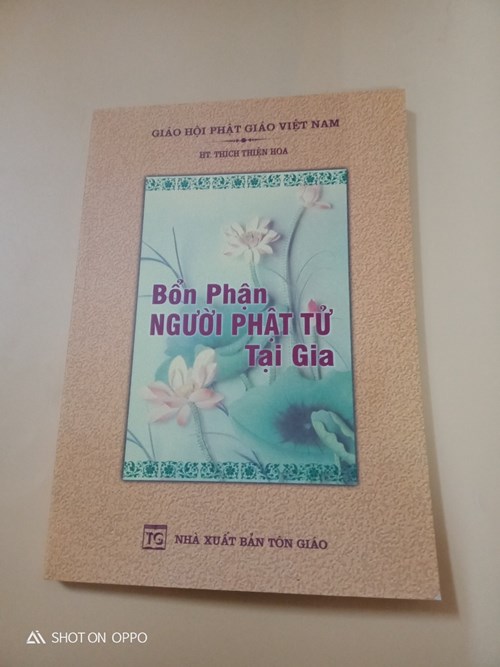 GIÁO HỘI PHẬT GIÁO VIỆT NAM
HT. THÍCH THIỆN HOA
Bổn Phận
NGƯỜI PHẬT TỬ
Tại Gia
TG NHÀ XUẤT BẢN TÔN GIÁO
SHOT ON OPPO